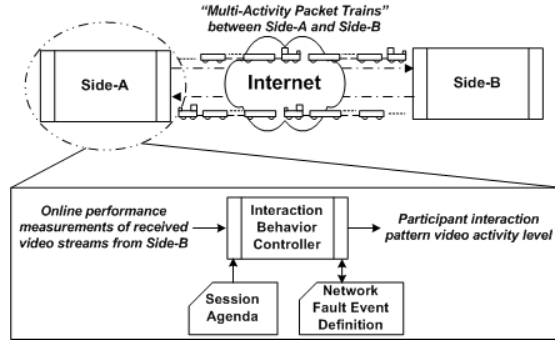 “Multi-Activity Packet Trains”
between Side-A and Side-B
Side-A
Internet
Side-B
Online performance
measurements of received
video streams from Side-B
Interaction
Behavior
Controller
Participant interaction
pattern video activity level
Session
Agenda
Network
Fault Event
Definition